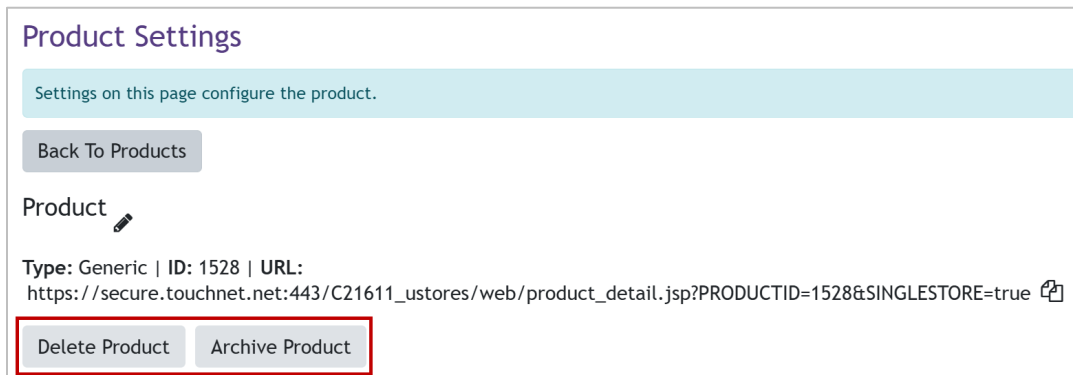 Product Settings
Settings on this page configure the product.
Back To Products
Product
Type: Generic | ID: 1528 | URL:
https://secure.touchnet.net:443/C21611_ustores/web/product_detail.jsp?PRODUCTID=1528&SINGLESTORE=true
Delete Product Archive Product